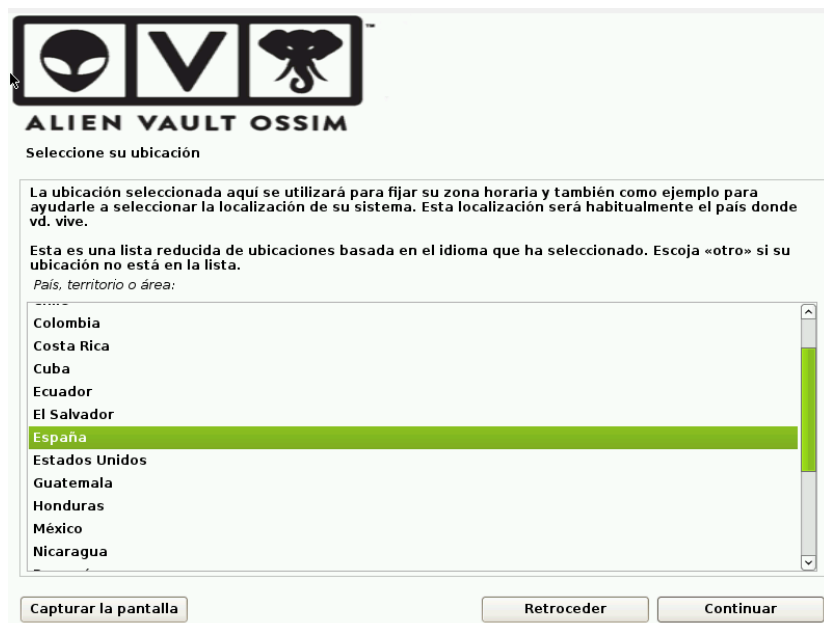 ALIEN VAULT OSSIM
Seleccione su ubicación
La ubicación seleccionada aquí se utilizará para fijar su zona horaria y también como ejemplo para
ayudarle a seleccionar la localización de su sistema. Esta localización será habitualmente el país donde
vd. vive.
Esta es una lista reducida de ubicaciones basada en el idioma que ha seleccionado. Escoja «otro» si su
ubicación no está en la lista.
País, territorio o área:
Colombia
Costa Rica
Cuba
Ecuador
El Salvador
España
Estados Unidos
Guatemala
Honduras
México
Nicaragua
Capturar la pantalla
Retroceder
Continuar